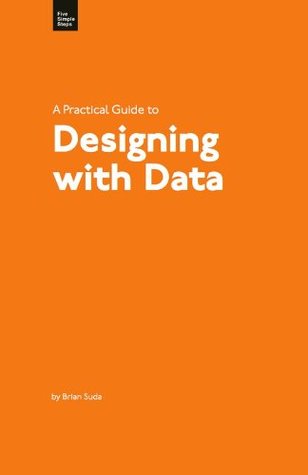 Five
Simple
Steps
A Practical Guide to
Designing
with Data
by Brian Suda